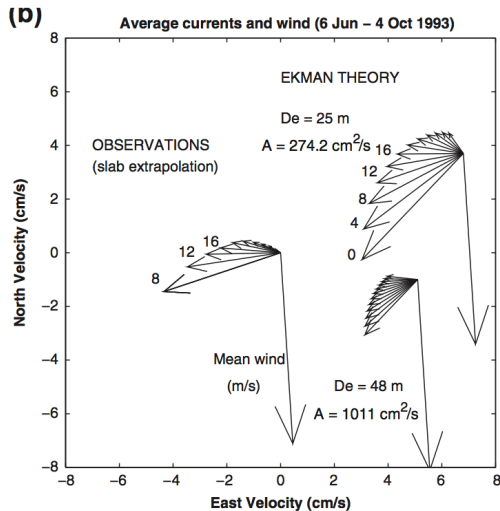 (b)
Average currents and wind (6 Jun – 4 Oct 1993)
EKMAN THEORY
De = 25 m
A = 274.2 cm²/s
OBSERVATIONS
(slab extrapolation)
16
12
8
4
0
16
12
8
Mean wind
(m/s)
De = 48 m
A = 1011 cm²/s
North Velocity (cm/s)
8
6
4
2
0
−2
−4
−6
−8
−8
−6
−4
−2
0
2
4
6
8
East Velocity (cm/s)